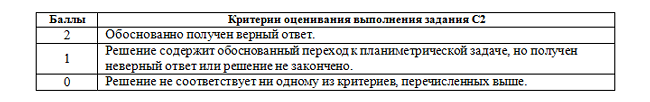 Баллы Критерии оценивания выполнения задания С2
2 Обоснованно получен верный ответ.
1 Решение содержит обоснованный переход к планиметрической задаче, но получен
неверный ответ или решение не закончено.
0 Решение не соответствует ни одному из критериев, перечисленных выше.